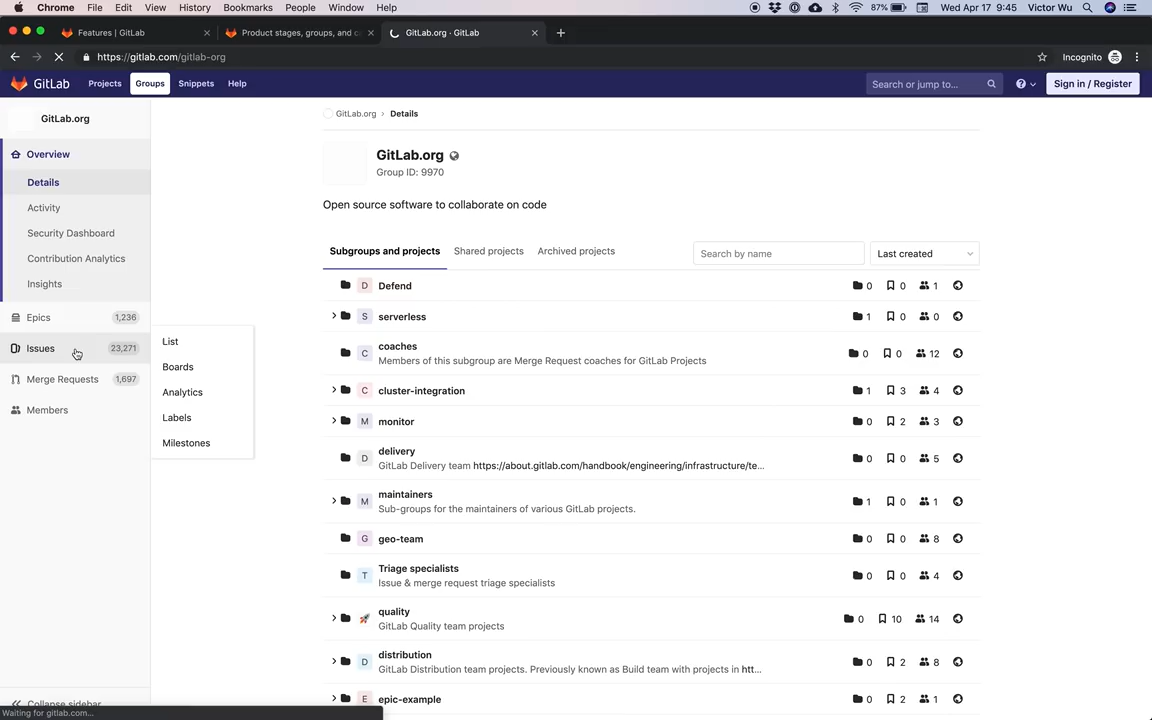 Chrome File Edit View History Bookmarks People Window Help 87% Wed Apr 17 9:45 Victor Wu
Features | GitLab
Product stages, groups, and c
GitLab.org · GitLab
https://gitlab.com/gitlab-org
Incognito
GitLab Projects Groups Snippets Help Search or jump to... Sign in / Register
GitLab.org
Overview
Details
Activity
Security Dashboard
Contribution Analytics
Insights
Epics 1,236
Issues 23,271
Merge Requests 1,697
Members
Collapse sidebar
Waiting for gitlab.com...
List
Boards
Analytics
Labels
Milestones
GitLab.org › Details
GitLab.org
Group ID: 9970
Open source software to collaborate on code
Subgroups and projects Shared projects Archived projects Search by name Last created
D Defend 0 0 1
S serverless 1 0 0
C coaches 0 0 12
Members of this subgroup are Merge Request coaches for GitLab Projects
C cluster-integration 1 3 4
M monitor 0 2 3
D delivery 0 0 5
GitLab Delivery team https://about.gitlab.com/handbook/engineering/infrastructure/te...
M maintainers 1 0 1
Sub-groups for the maintainers of various GitLab projects.
G geo-team 0 0 8
T Triage specialists 0 0 4
Issue & merge request triage specialists
quality 0 10 14
GitLab Quality team projects
D distribution 0 2 8
GitLab Distribution team projects. Previously known as Build team with projects in htt...
E epic-example 0 2 1